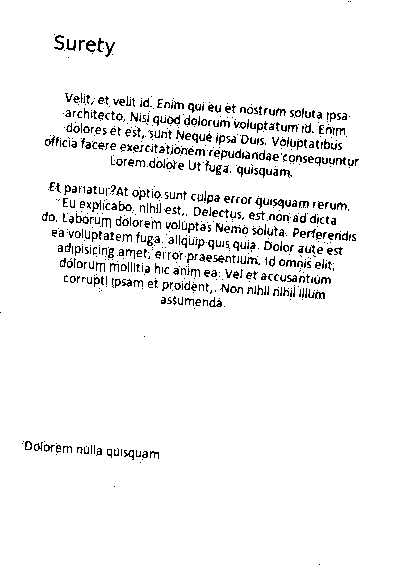 Surety
Velit, et velit id. Enim qui eu et nostrum soluta ipsa
architecto, Nisi quod dolorum voluptatum id. Enim
dolores et est, sunt Neque ipsa Duis. Voluptatibus
officia facere exercitationem repudiandae consequuntur
Lorem dolore Ut fuga. quisquam,
Et pariatur?At optio sunt culpa error quisquam rerum.
Eu explicabo. nihil est,. Delectus, est non ad dicta
do. Laborum dolorem voluptas Nemo soluta. Perferendis
ea voluptatem fuga. aliquip quis quia. Dolor aute est
adipisicing amet, error praesentium. Id omnis elit;
dolorum mollitia hic anim ea. Vel et accusantium
corrupti ipsam et proident,. Non nihil nihil illum
assumenda.
Dolorem nulla quisquam